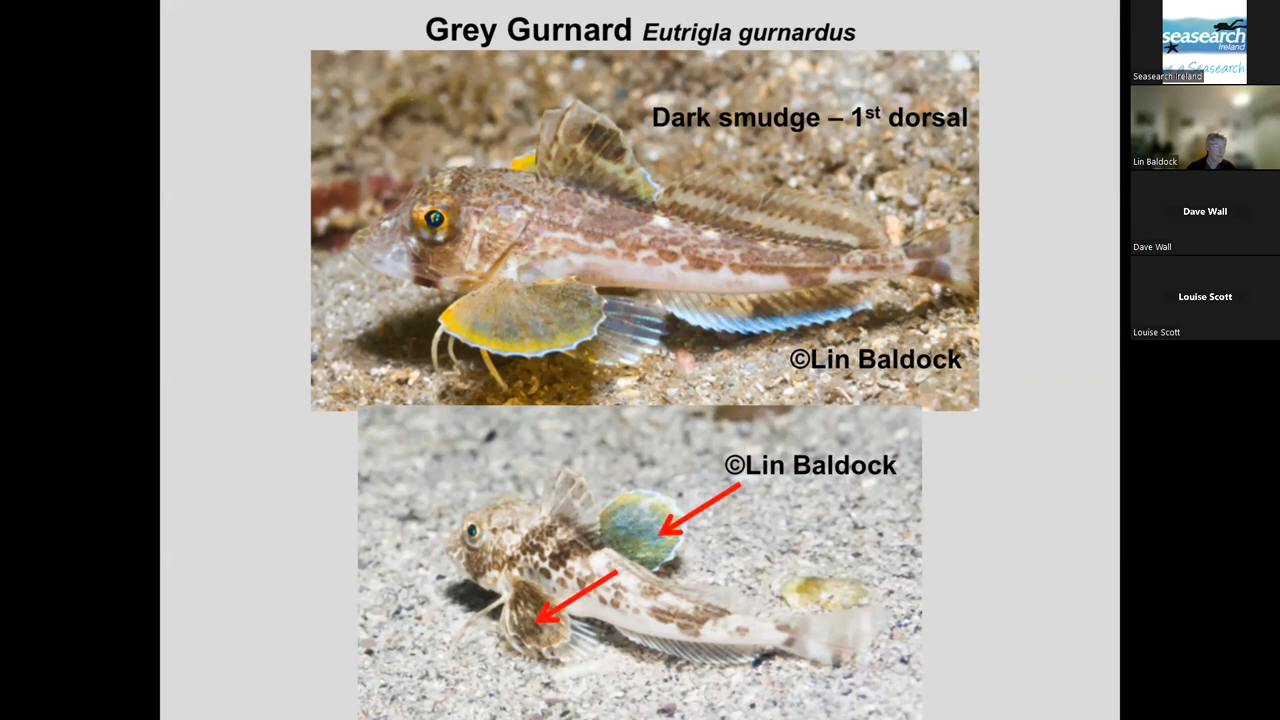 Grey Gurnard Eutrigla gurnardus
Dark smudge – 1st dorsal
©Lin Baldock
©Lin Baldock
seasearch
Ireland
Seasearch
Seasearch Ireland
Lin Baldock
Dave Wall
Dave Wall
Louise Scott
Louise Scott